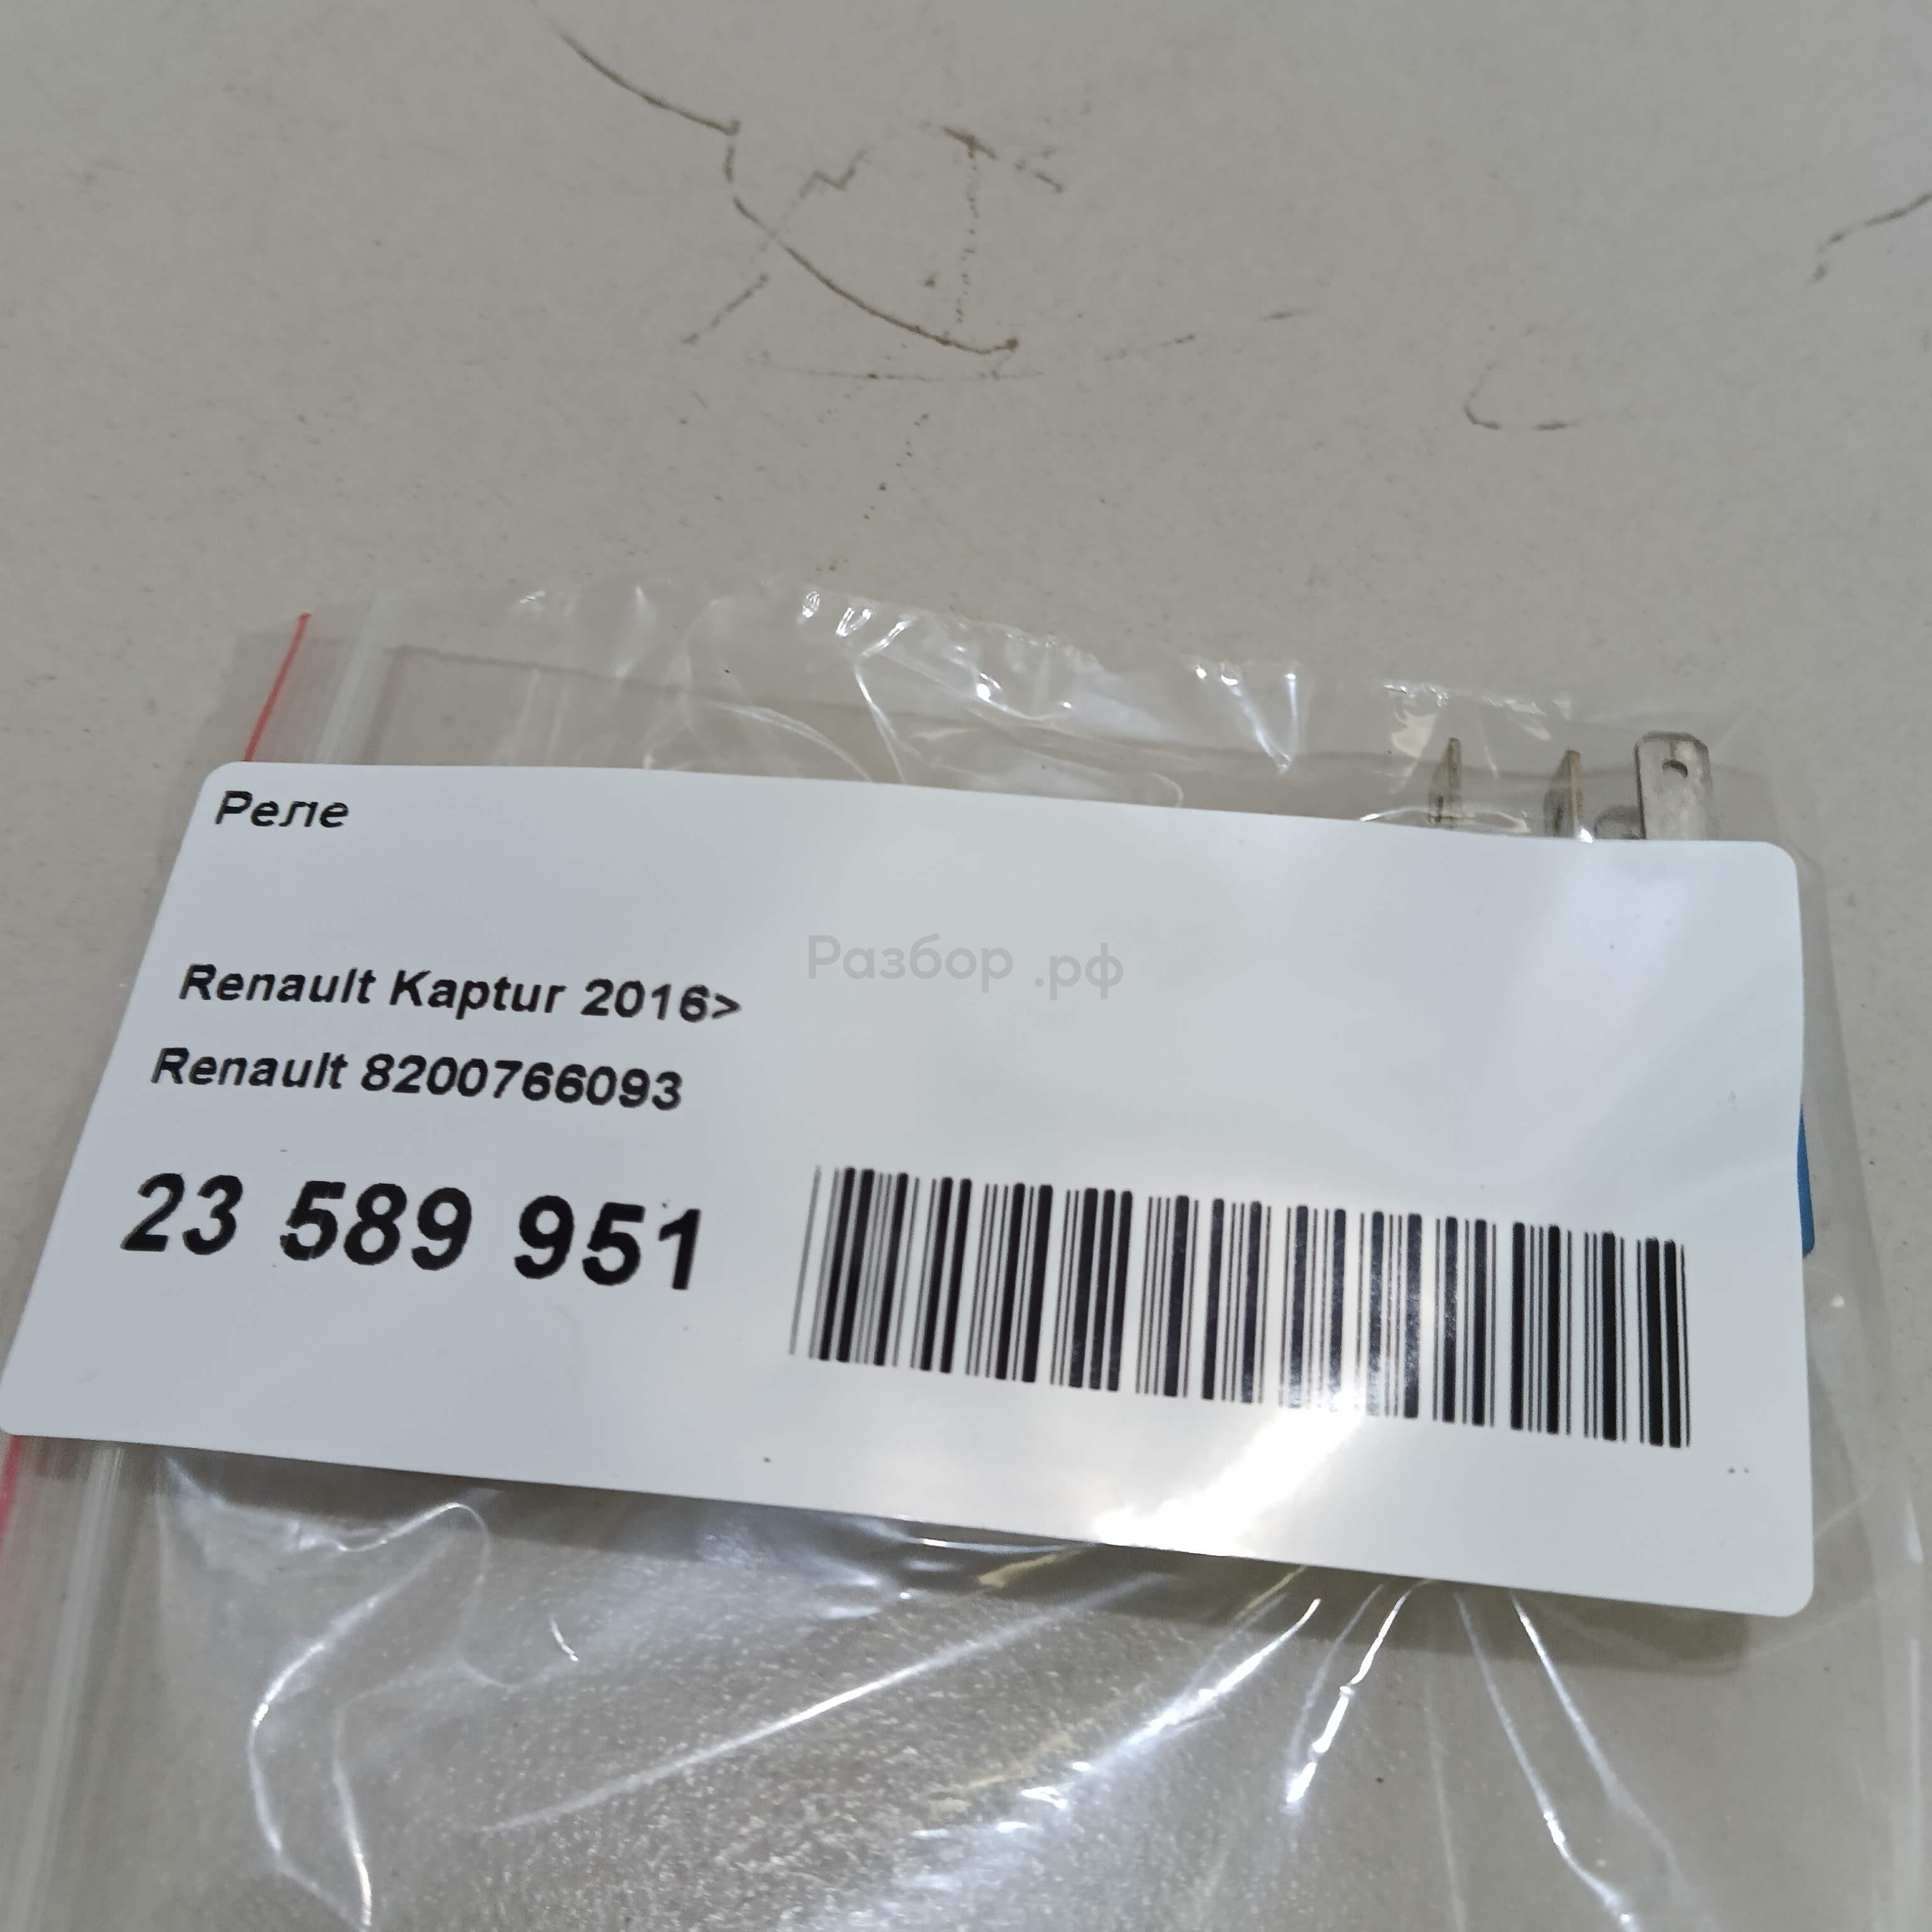 Реле
Разбор .рф
Renault Kaptur 2016>
Renault 8200766093
23 589 951